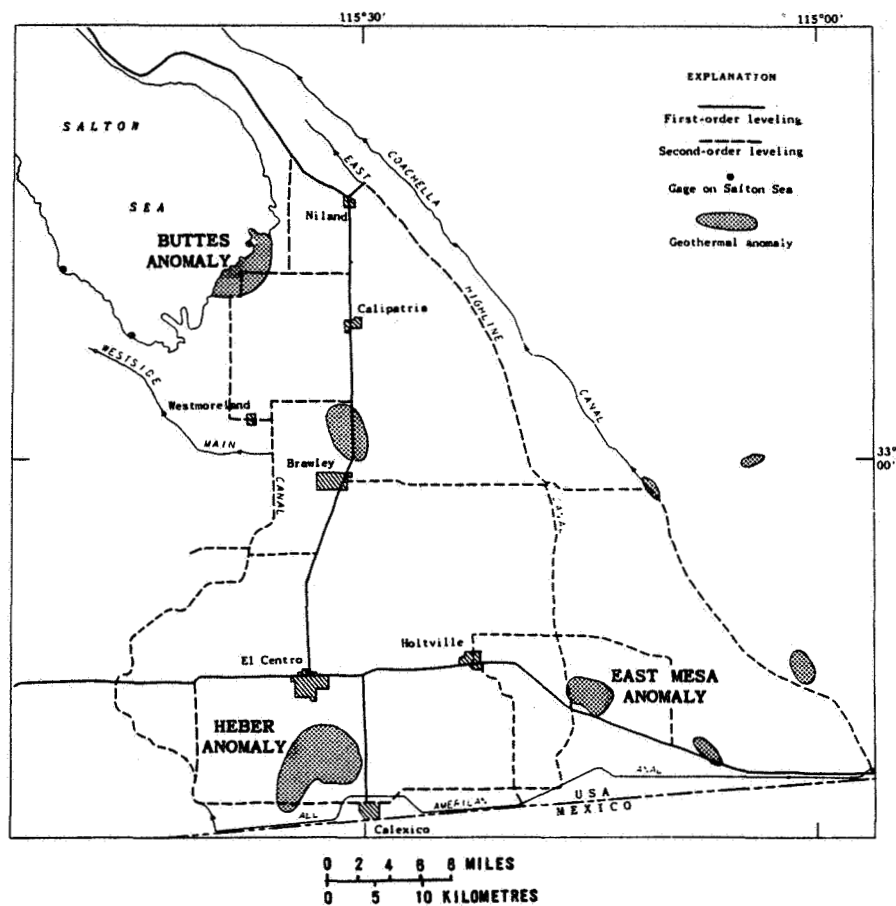 115°30'
115°00'
EXPLANATION
First-order leveling
Second-order leveling
Gage on Salton Sea
Geothermal anomaly
SALTON
SEA
EAST
COACHELLA
Niland
BUTTES
ANOMALY
HIGHLINE
Calipatria
WESTSIDE
Westmoreland
CANAL
MAIN
33°
00'
Brawley
CANAL
CANAL
Holtville
El Centro
EAST MESA
ANOMALY
HEBER
ANOMALY
ANAL
USA
ALL
AMERICAN
MEXICO
Calexico
0 2 4 6 8 MILES
0 5 10 KILOMETRES